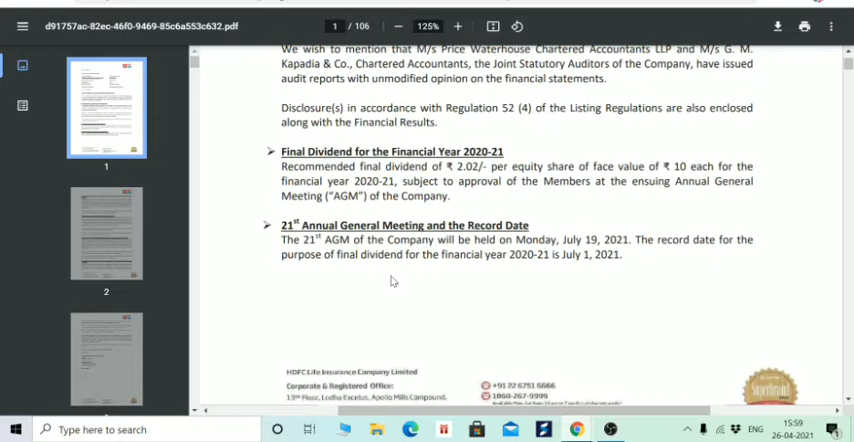 d91757ac-82ec-46f0-9469-85c6a553c632.pdf
1 / 106
125%
We wish to mention that M/s Price Waterhouse Chartered Accountants LLP and M/s G. M.
Kapadia & Co., Chartered Accountants, the Joint Statutory Auditors of the Company, have issued
audit reports with unmodified opinion on the financial statements.
Disclosure(s) in accordance with Regulation 52 (4) of the Listing Regulations are also enclosed
along with the Financial Results.
➤ Final Dividend for the Financial Year 2020-21
Recommended final dividend of ₹ 2.02/- per equity share of face value of ₹ 10 each for the
financial year 2020-21, subject to approval of the Members at the ensuing Annual General
Meeting (“AGM”) of the Company.
➤ 21st Annual General Meeting and the Record Date
The 21st AGM of the Company will be held on Monday, July 19, 2021. The record date for the
purpose of final dividend for the financial year 2020-21 is July 1, 2021.
1
2
HDFC Life Insurance Company Limited
Corporate & Registered Office:
13th Floor, Lodha Excelus, Apollo Mills Compound,
+91 22 6751 6666
1860-267-9999
Superbrand
Type here to search
ENG
15:59
26-04-2021